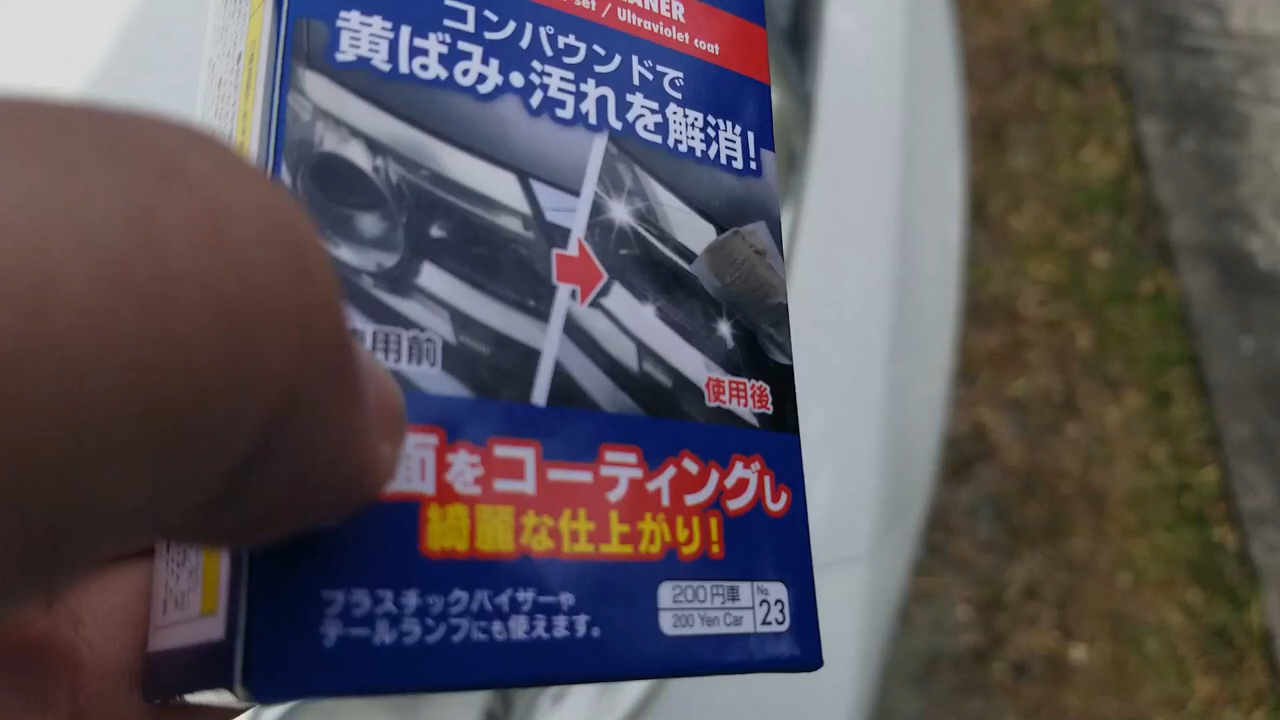 set / Ultraviolet coat
コンパウンドで
黄ばみ・汚れを解消!
用前
使用後
面をコーティングし
綺麗な仕上がり!
プラスチックバイザーや
テールランプにも使えます。
200円車
200 Yen Car
No.
23